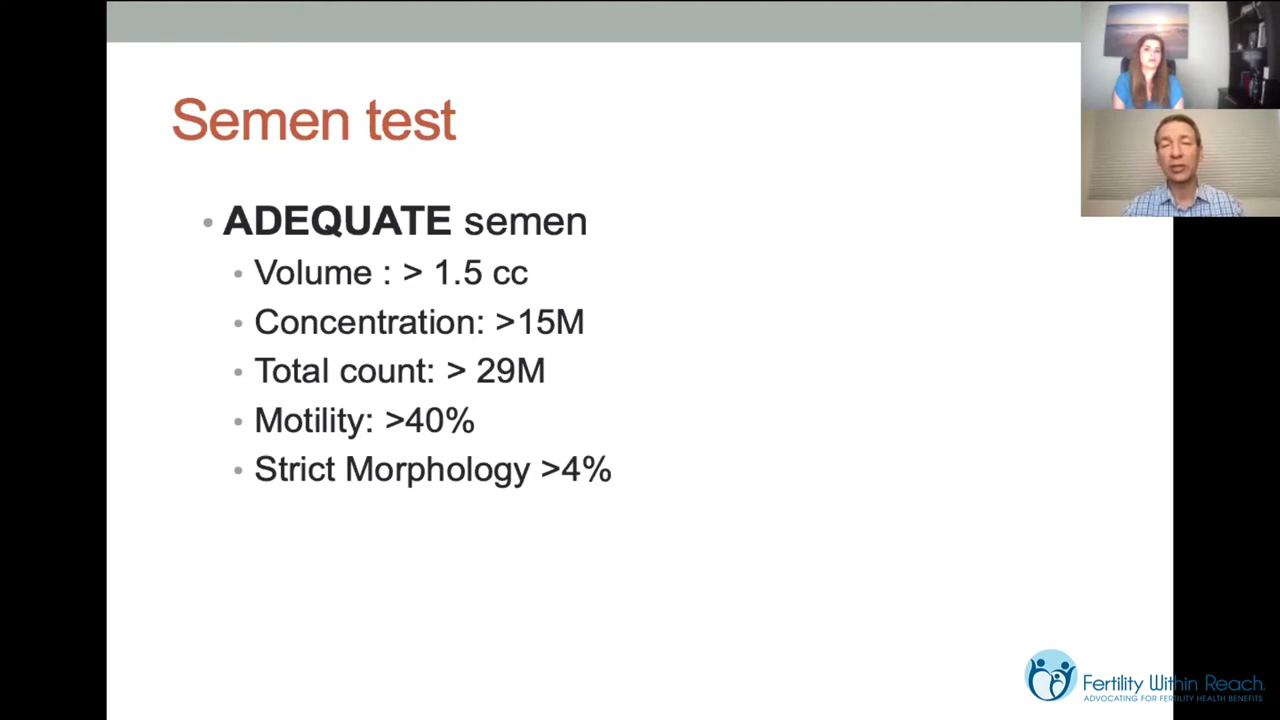 Semen test
• ADEQUATE semen
• Volume : > 1.5 cc
• Concentration: >15M
• Total count: > 29M
• Motility: >40%
• Strict Morphology >4%
Fertility Within Reach.
ADVOCATING FOR FERTILITY HEALTH BENEFITS